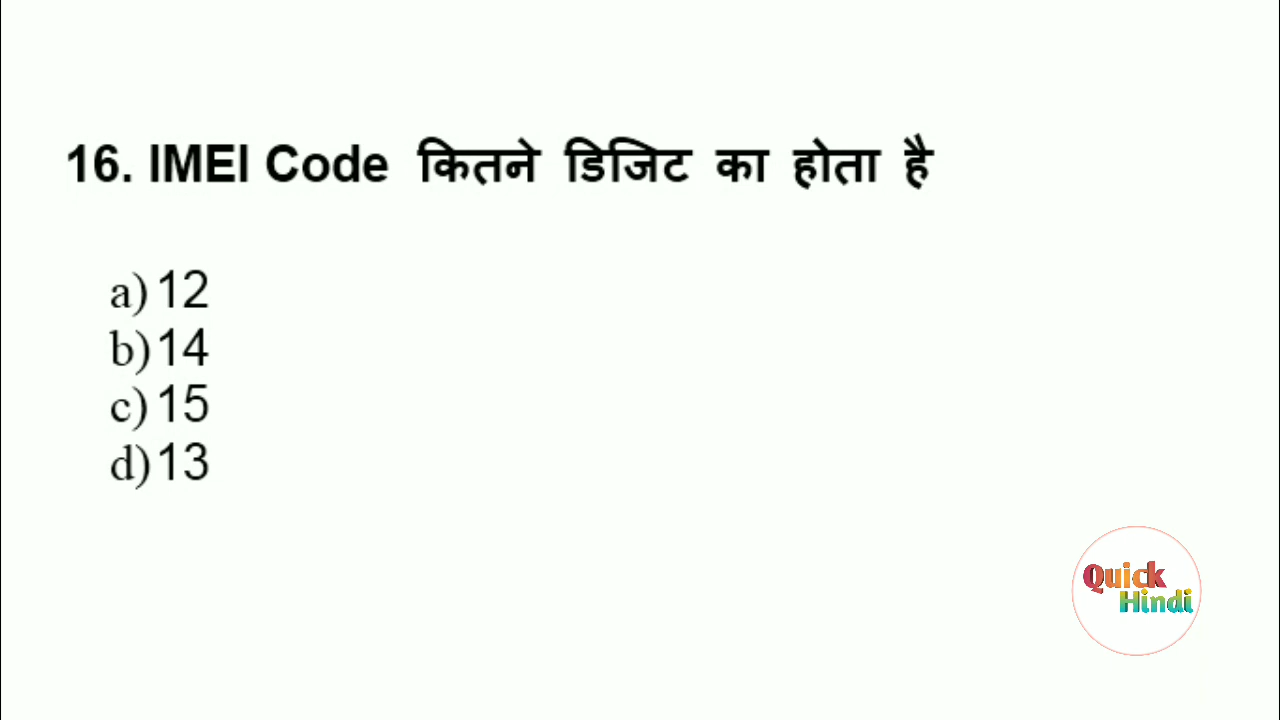 16. IMEI Code कितने डिजिट का होता है
a) 12
b) 14
c) 15
d) 13
Quick
Hindi